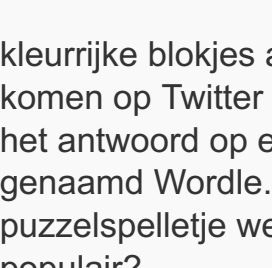 kleurrijke blokjes
komen op Twitter
het antwoord op
genaamd Wordle.
puzzelspelletje
populair?